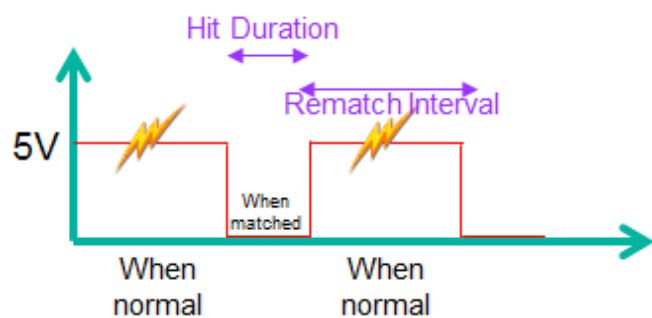 Hit Duration
Rematch Interval
5V
When
matched
When
normal
When
normal